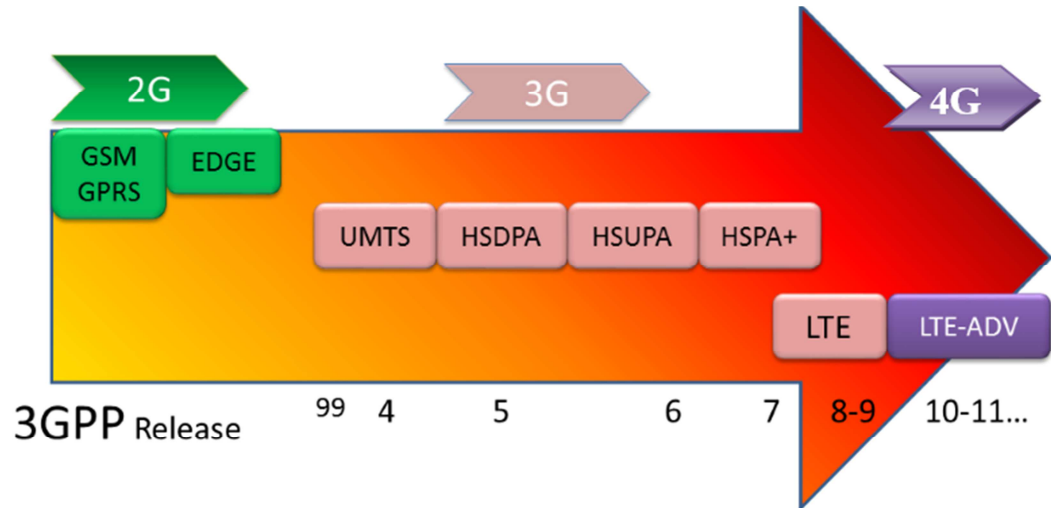 2G
3G
4G
GSM
GPRS
EDGE
UMTS
HSDPA
HSUPA
HSPA+
LTE
LTE-ADV
3GPP Release
99 4 5 6 7 8-9 10-11...